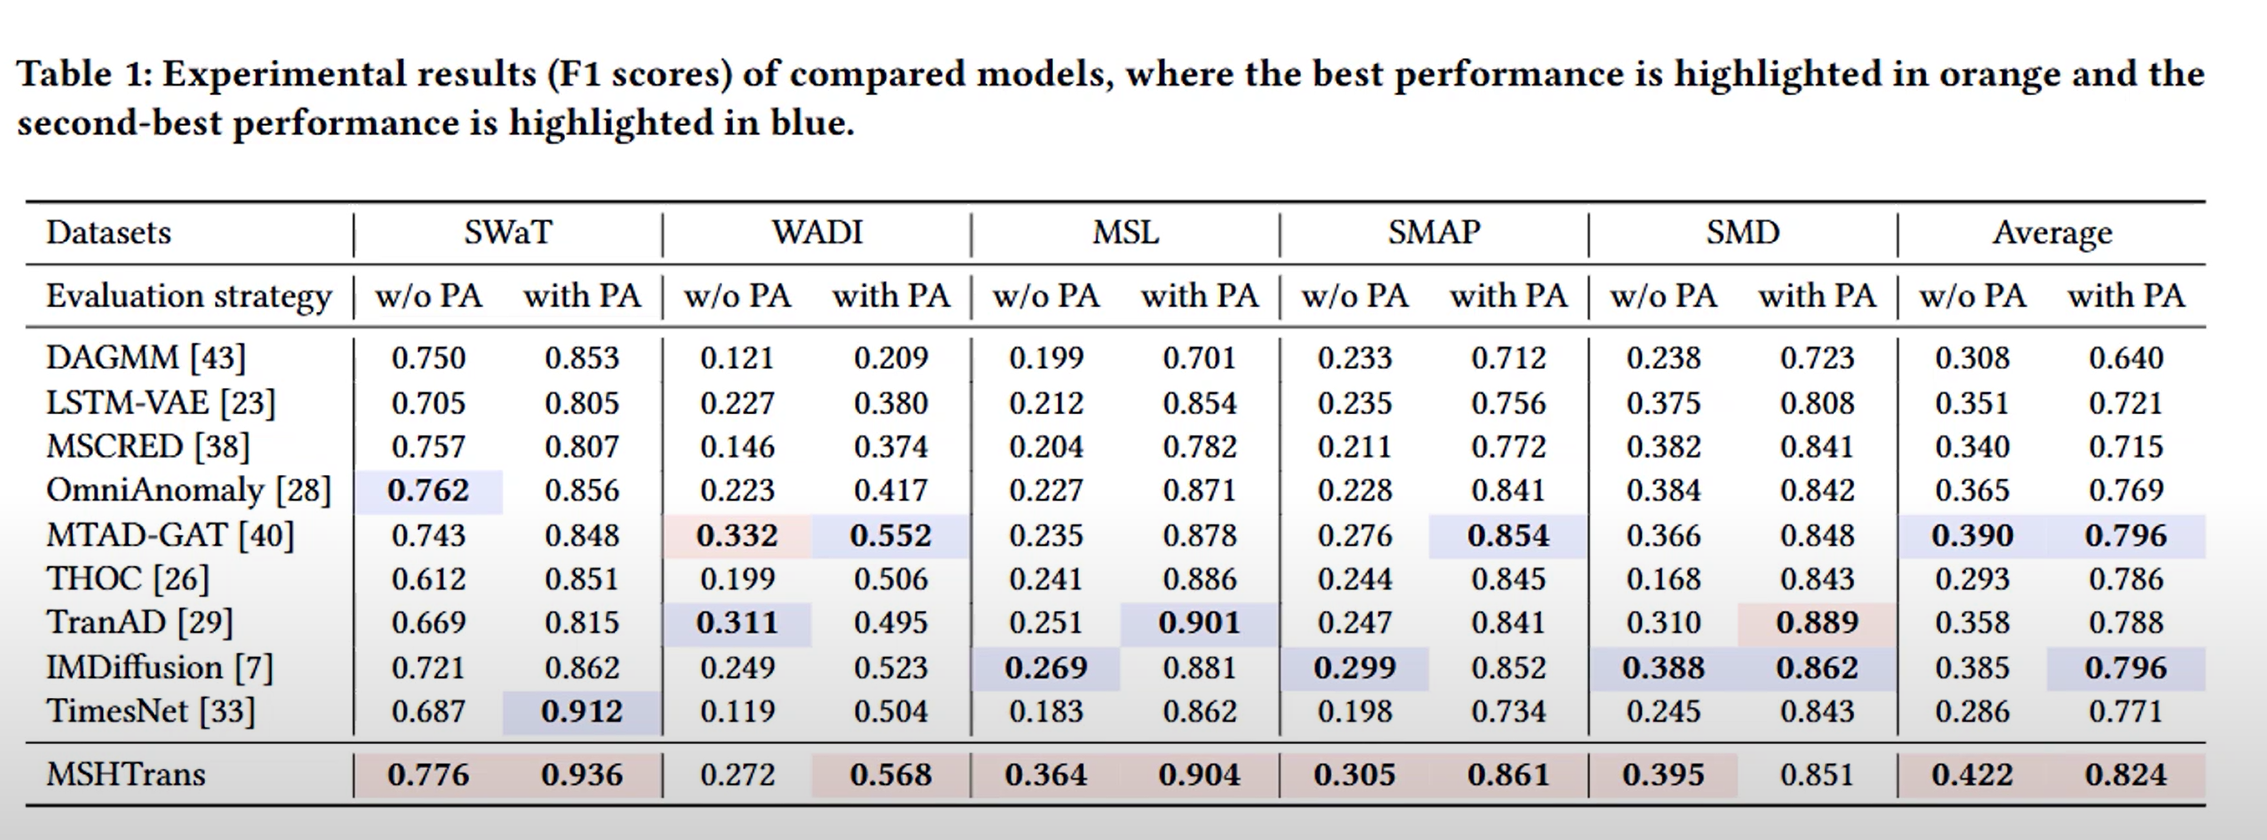 Table 1: Experimental results (F1 scores) of compared models, where the best performance is highlighted in orange and the
second-best performance is highlighted in blue.
Datasets SWaT WADI MSL SMAP SMD Average
Evaluation strategy w/o PA with PA w/o PA with PA w/o PA with PA w/o PA with PA w/o PA with PA w/o PA with PA
DAGMM [43] 0.750 0.853 0.121 0.209 0.199 0.701 0.233 0.712 0.238 0.723 0.308 0.640
LSTM-VAE [23] 0.705 0.805 0.227 0.380 0.212 0.854 0.235 0.756 0.375 0.808 0.351 0.721
MSCRED [38] 0.757 0.807 0.146 0.374 0.204 0.782 0.211 0.772 0.382 0.841 0.340 0.715
OmniAnomaly [28] 0.762 0.856 0.223 0.417 0.227 0.871 0.228 0.841 0.384 0.842 0.365 0.769
MTAD-GAT [40] 0.743 0.848 0.332 0.552 0.235 0.878 0.276 0.854 0.366 0.848 0.390 0.796
THOC [26] 0.612 0.851 0.199 0.506 0.241 0.886 0.244 0.845 0.168 0.843 0.293 0.786
TranAD [29] 0.669 0.815 0.311 0.495 0.251 0.901 0.247 0.841 0.310 0.889 0.358 0.788
IMDiffusion [7] 0.721 0.862 0.249 0.523 0.269 0.881 0.299 0.852 0.388 0.862 0.385 0.796
TimesNet [33] 0.687 0.912 0.119 0.504 0.183 0.862 0.198 0.734 0.245 0.843 0.286 0.771
MSHTrans 0.776 0.936 0.272 0.568 0.364 0.904 0.305 0.861 0.395 0.851 0.422 0.824